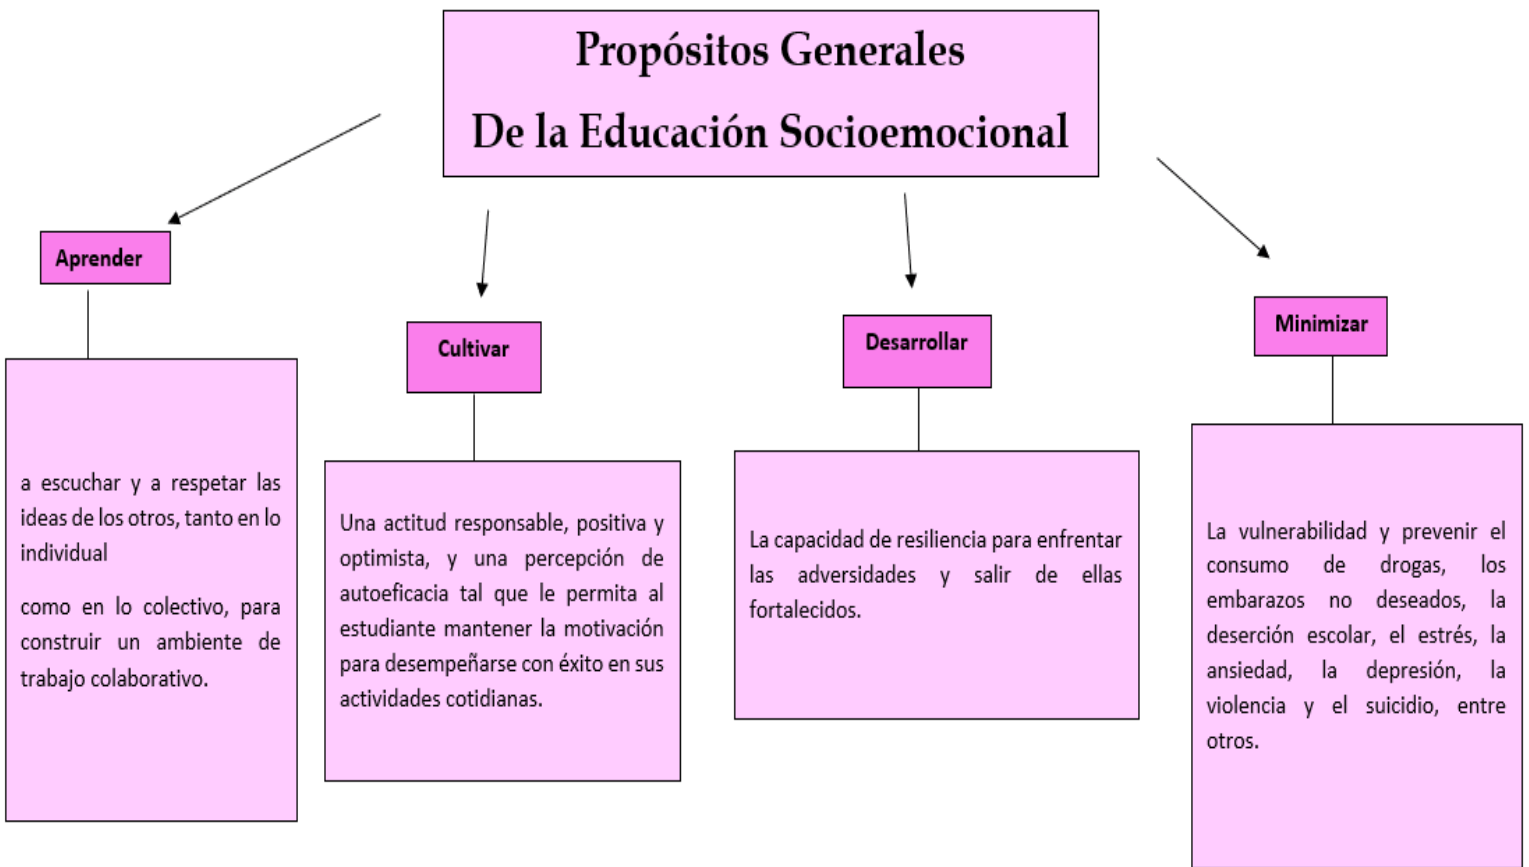 Propósitos Generales
De la Educación Socioemocional
Aprender
a escuchar y a respetar las
ideas de los otros, tanto en lo
individual
como en lo colectivo, para
construir un ambiente de
trabajo colaborativo.
Cultivar
Una actitud responsable, positiva y
optimista, y una percepción de
autoeficacia tal que le permita al
estudiante mantener la motivación
para desempeñarse con éxito en sus
actividades cotidianas.
Desarrollar
La capacidad de resiliencia para enfrentar
las adversidades y salir de ellas
fortalecidos.
Minimizar
La vulnerabilidad y prevenir el
consumo de drogas, los
embarazos no deseados, la
deserción escolar, el estrés, la
ansiedad, la depresión, la
violencia y el suicidio, entre
otros.